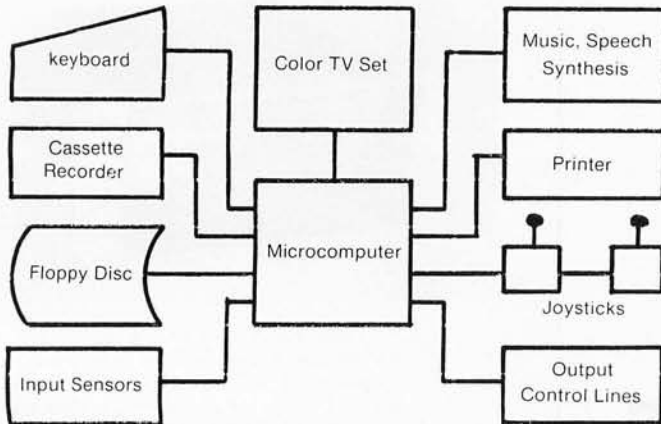 keyboard
Color TV Set
Music, Speech
Synthesis
Cassette
Recorder
Printer
Microcomputer
Floppy Disc
Joysticks
Input Sensors
Output
Control Lines